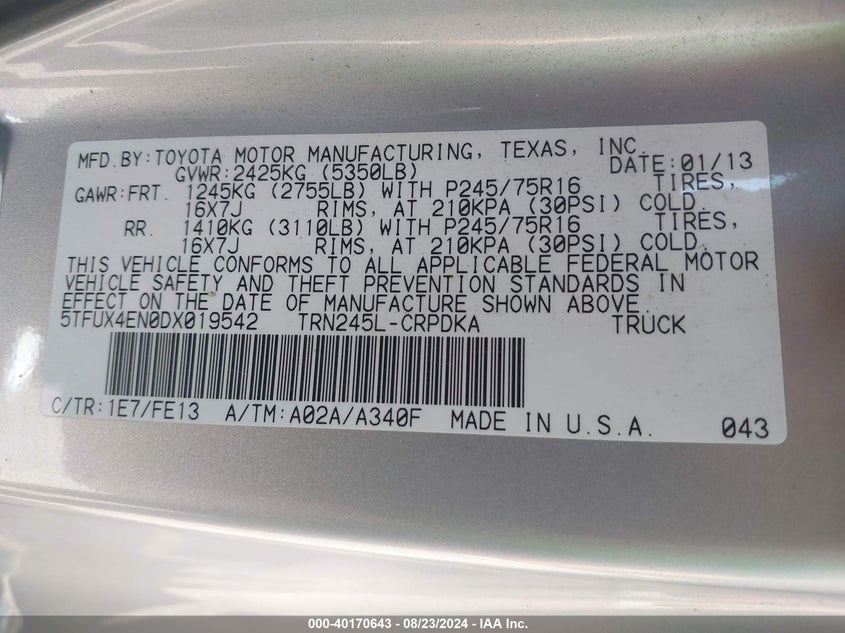 MFD.BY:TOYOTA MOTOR MANUFACTURING, TEXAS, INC.
GVWR:2425KG (5350LB) DATE:01/13
GAWR:FRT. 1245KG (2755LB) WITH P245/75R16 TIRES,
16X7J RIMS, AT 210KPA (30PSI) COLD.
RR. 1410KG (3110LB) WITH P245/75R16 TIRES,
16X7J RIMS, AT 210KPA (30PSI) COLD.
THIS VEHICLE CONFORMS TO ALL APPLICABLE FEDERAL MOTOR
VEHICLE SAFETY AND THEFT PREVENTION STANDARDS IN
EFFECT ON THE DATE OF MANUFACTURE SHOWN ABOVE.
5TFUX4EN0DX019542 TRN245L-CRPDKA TRUCK
C/TR:1E7/FE13 A/TM:A02A/A340F MADE IN U.S.A. 043
000-40170643 - 08/23/2024 - IAA Inc.